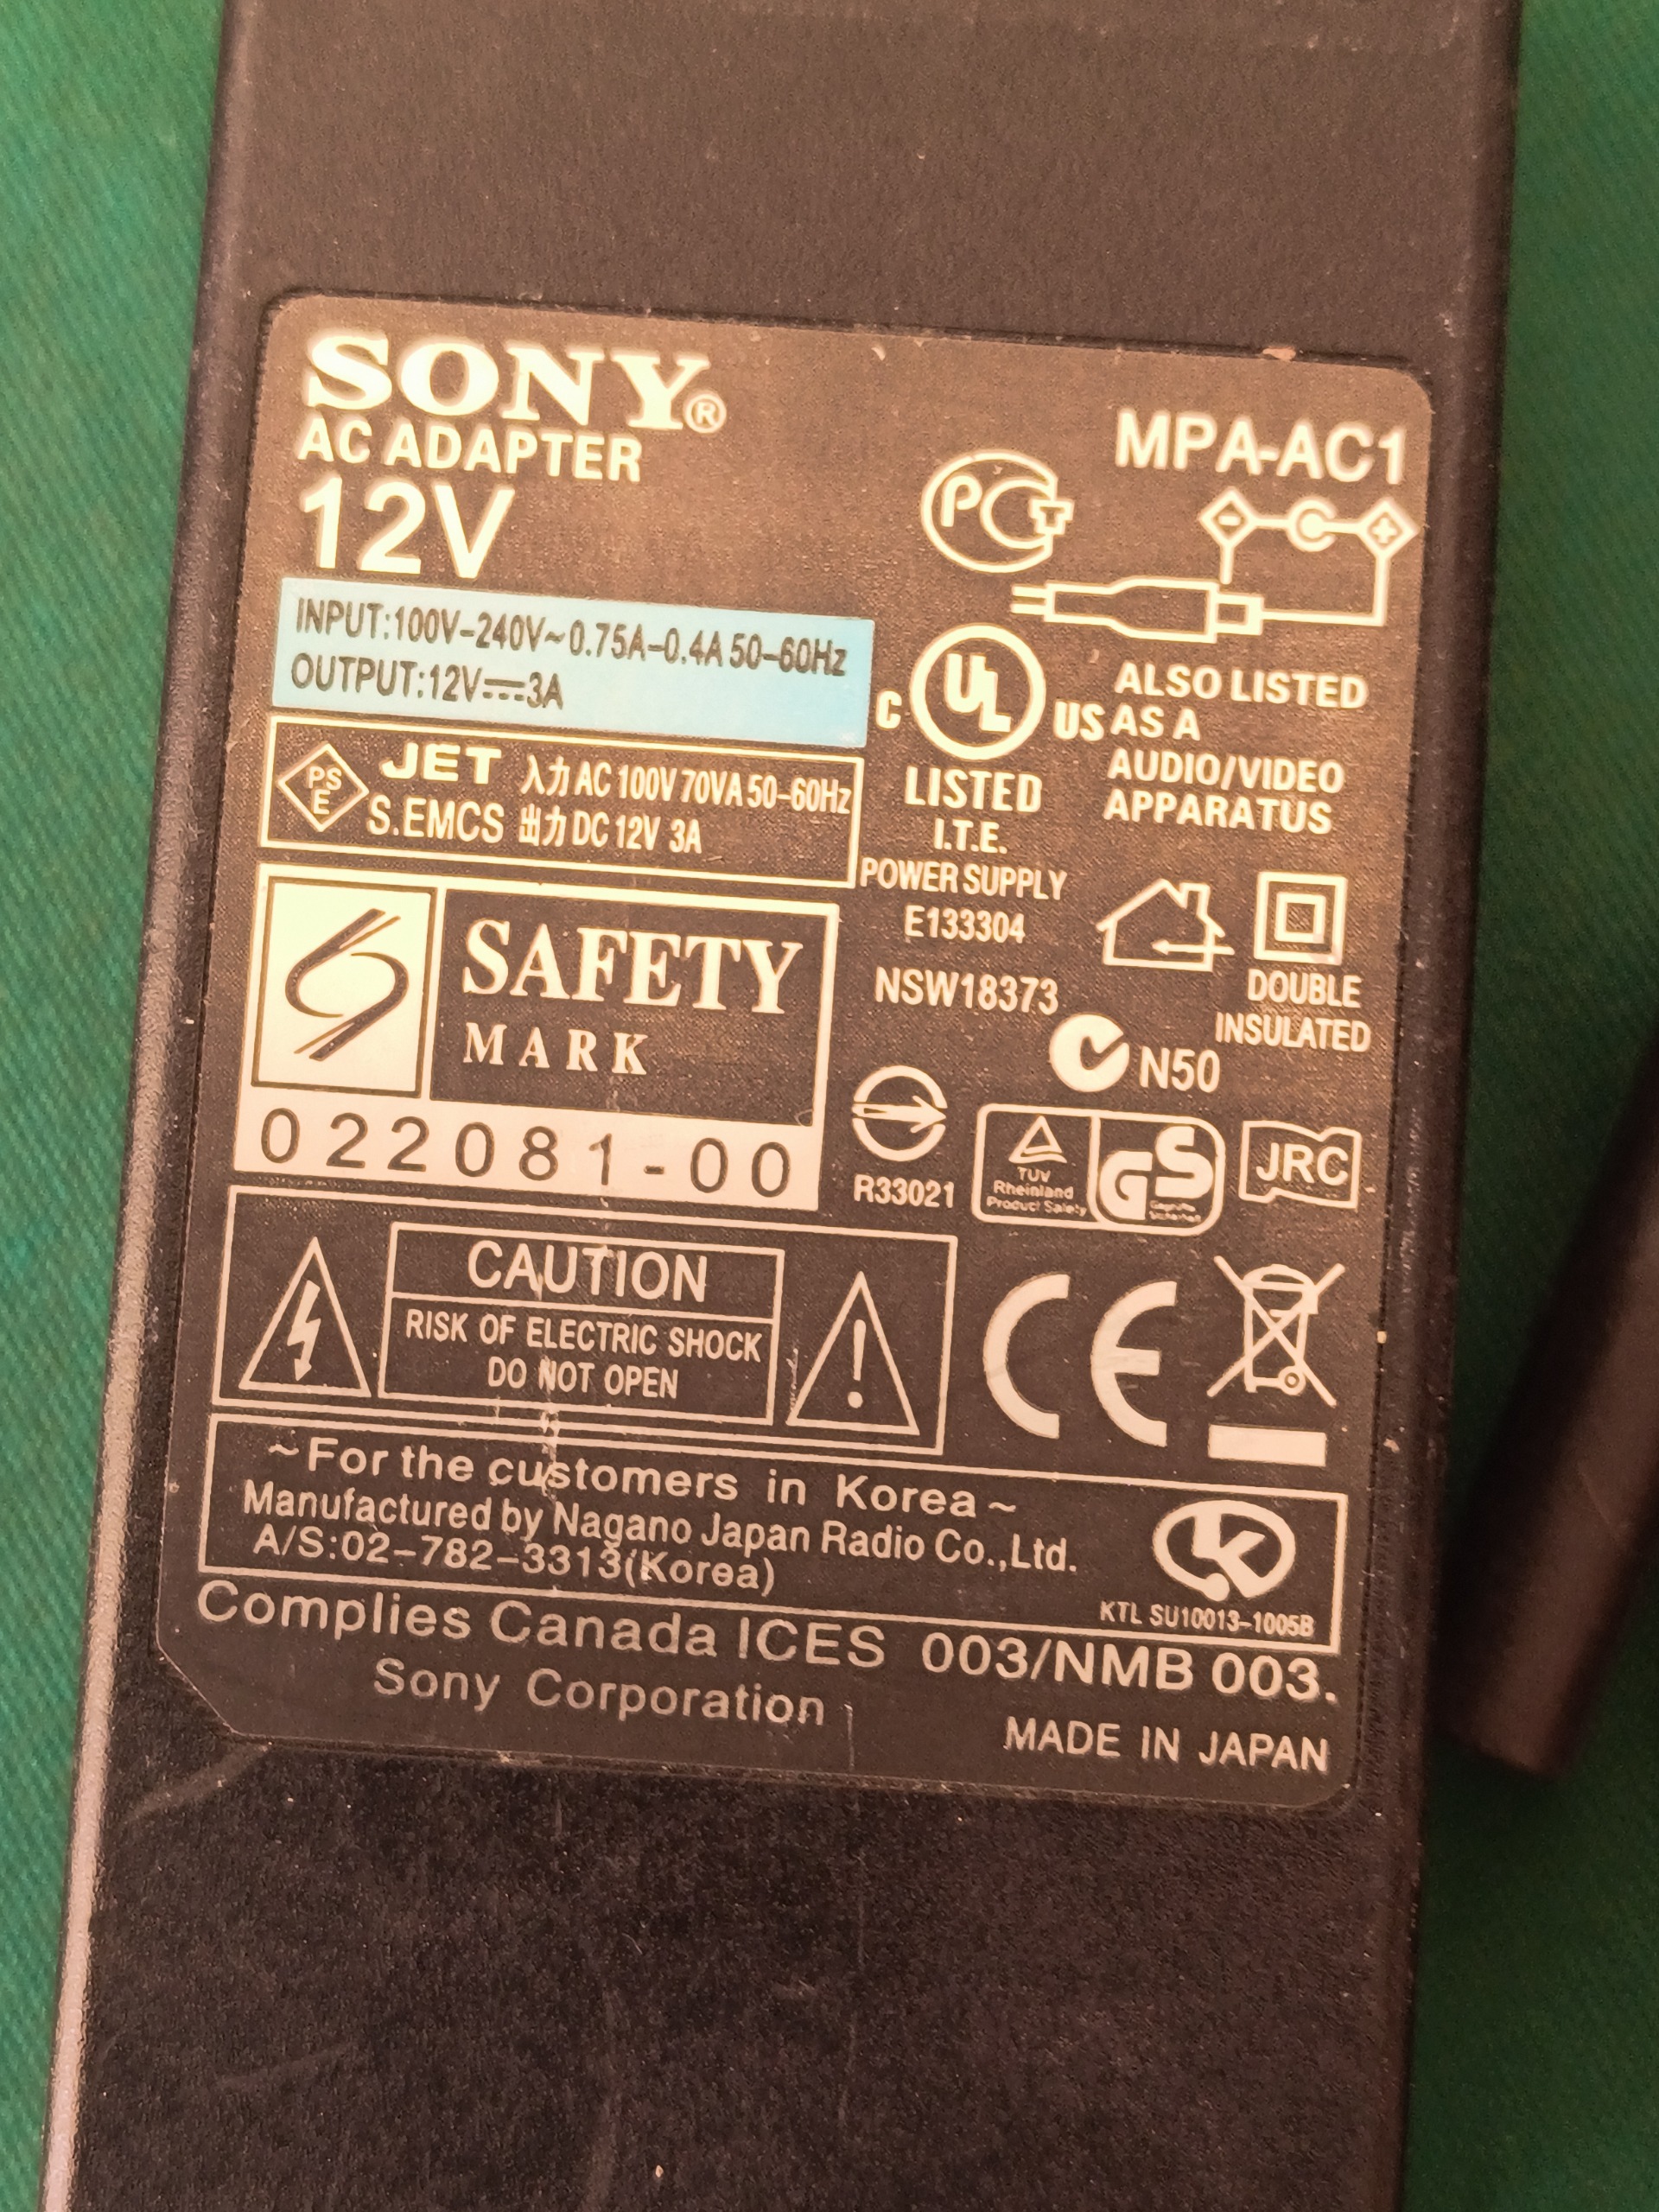 SONY®
AC ADAPTER
12V
MPA-AC1
PCT
- +
INPUT:100V–240V~0.75A–0.4A 50–60Hz
OUTPUT:12V⎓3A
PS
E
JET 入力 AC 100V 70VA 50–60Hz
S.EMCS 出力 DC 12V 3A
C UL US
LISTED
I.T.E.
POWER SUPPLY
E133304
ALSO LISTED
AS A
AUDIO/VIDEO
APPARATUS
DOUBLE
INSULATED
NSW18373
N50
SAFETY
MARK
022081-00
R33021
TUV
Rheinland
Product Safety
GS
JRC
CAUTION
RISK OF ELECTRIC SHOCK
DO NOT OPEN
!
CE
~For the customers in Korea~
Manufactured by Nagano Japan Radio Co.,Ltd.
A/S:02–782–3313(Korea)
KTL SU10013–1005B
Complies Canada ICES 003/NMB 003.
Sony Corporation
MADE IN JAPAN